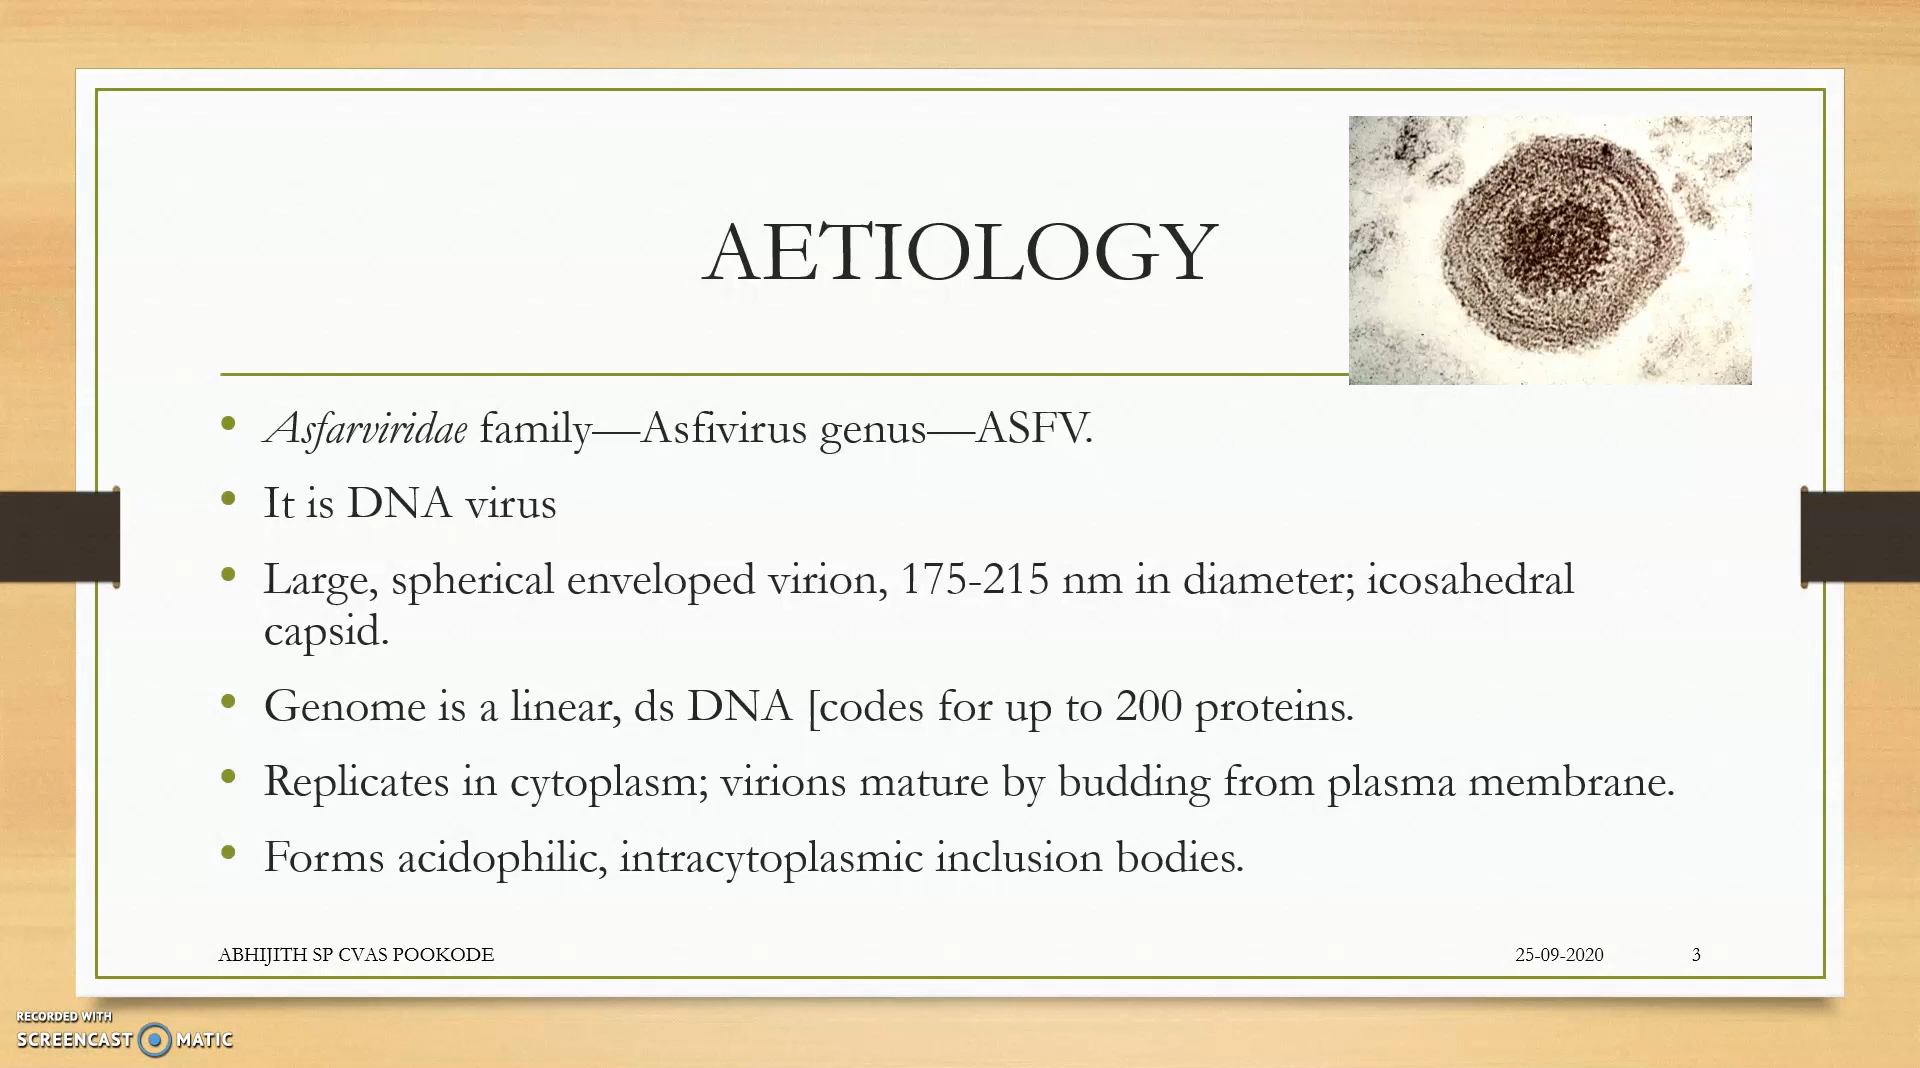 AETIOLOGY
• Asfarviridae family—Asfivirus genus—ASFV.
• It is DNA virus
• Large, spherical enveloped virion, 175-215 nm in diameter; icosahedral
capsid.
• Genome is a linear, ds DNA [codes for up to 200 proteins.
• Replicates in cytoplasm; virions mature by budding from plasma membrane.
• Forms acidophilic, intracytoplasmic inclusion bodies.
ABHIJITH SP CVAS POOKODE 25-09-2020 3
RECORDED WITH
SCREENCAST MATIC